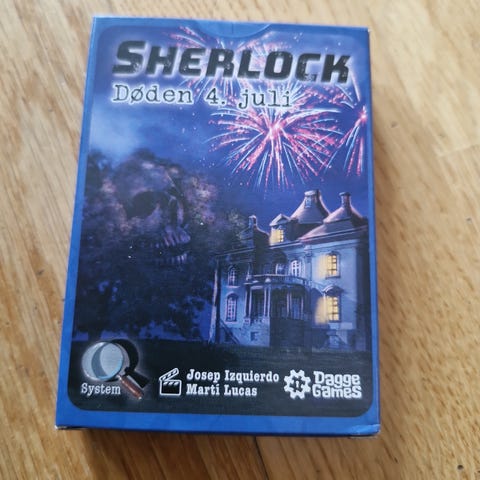 SHERLOCK
Døden 4. juli
System
Josep Izquierdo
Martí Lucas
Dagge
Games